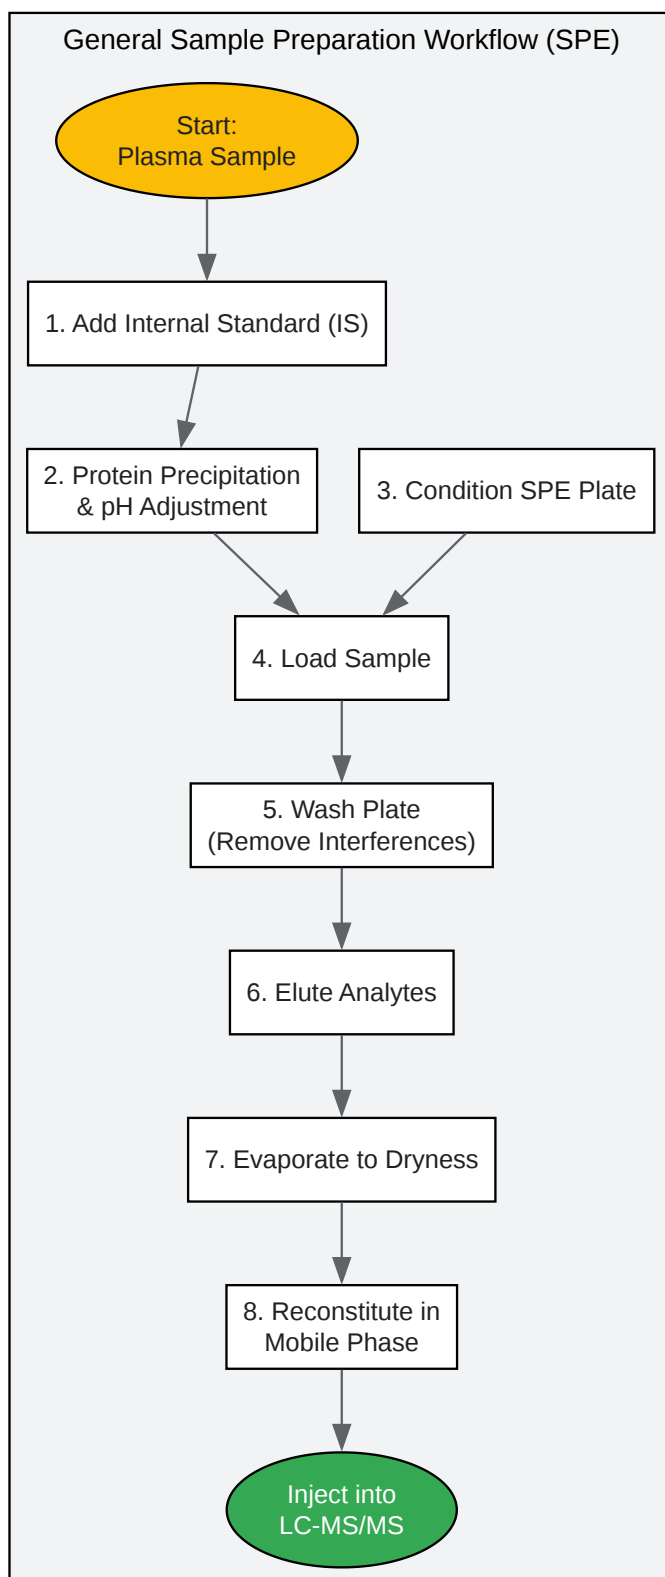 General Sample Preparation Workflow (SPE)
Start:
Plasma Sample
1. Add Internal Standard (IS)
2. Protein Precipitation
& pH Adjustment
3. Condition SPE Plate
4. Load Sample
5. Wash Plate
(Remove Interferences)
6. Elute Analytes
7. Evaporate to Dryness
8. Reconstitute in
Mobile Phase
Inject into
LC-MS/MS